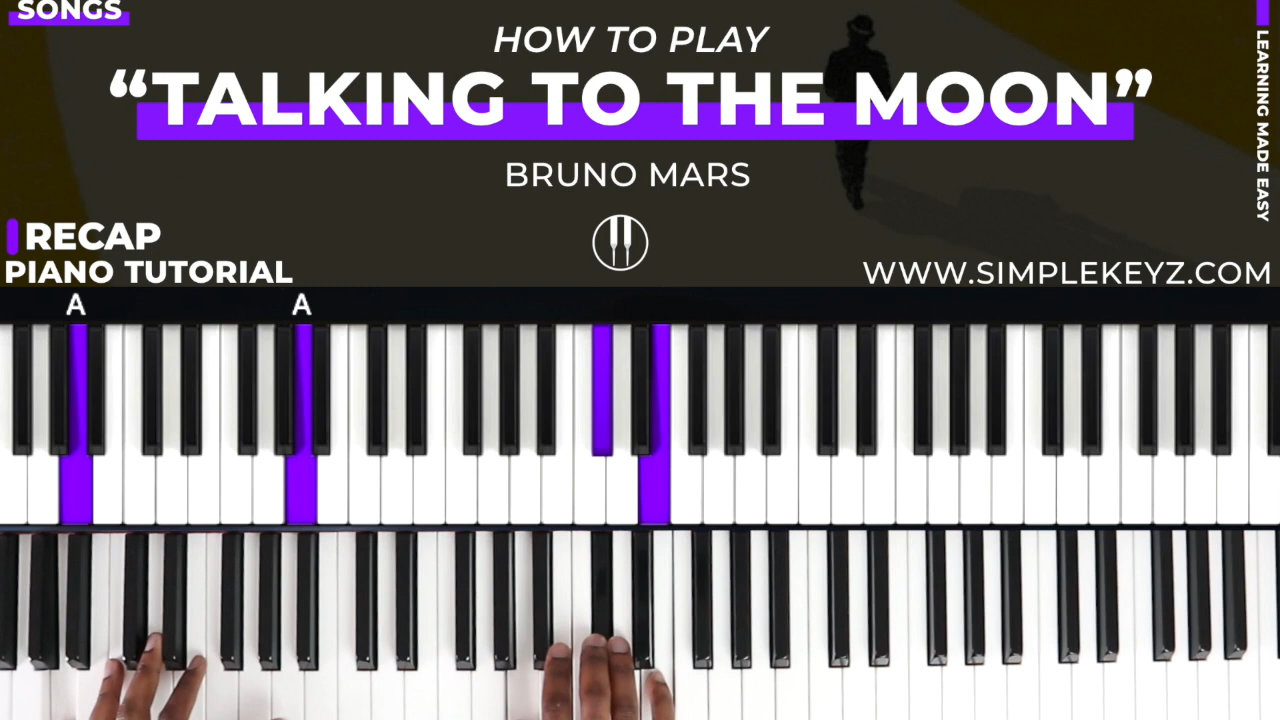 SONGS
HOW TO PLAY
“TALKING TO THE MOON”
BRUNO MARS
LEARNING MADE EASY
RECAP
PIANO TUTORIAL
WWW.SIMPLEKEYZ.COM
A A